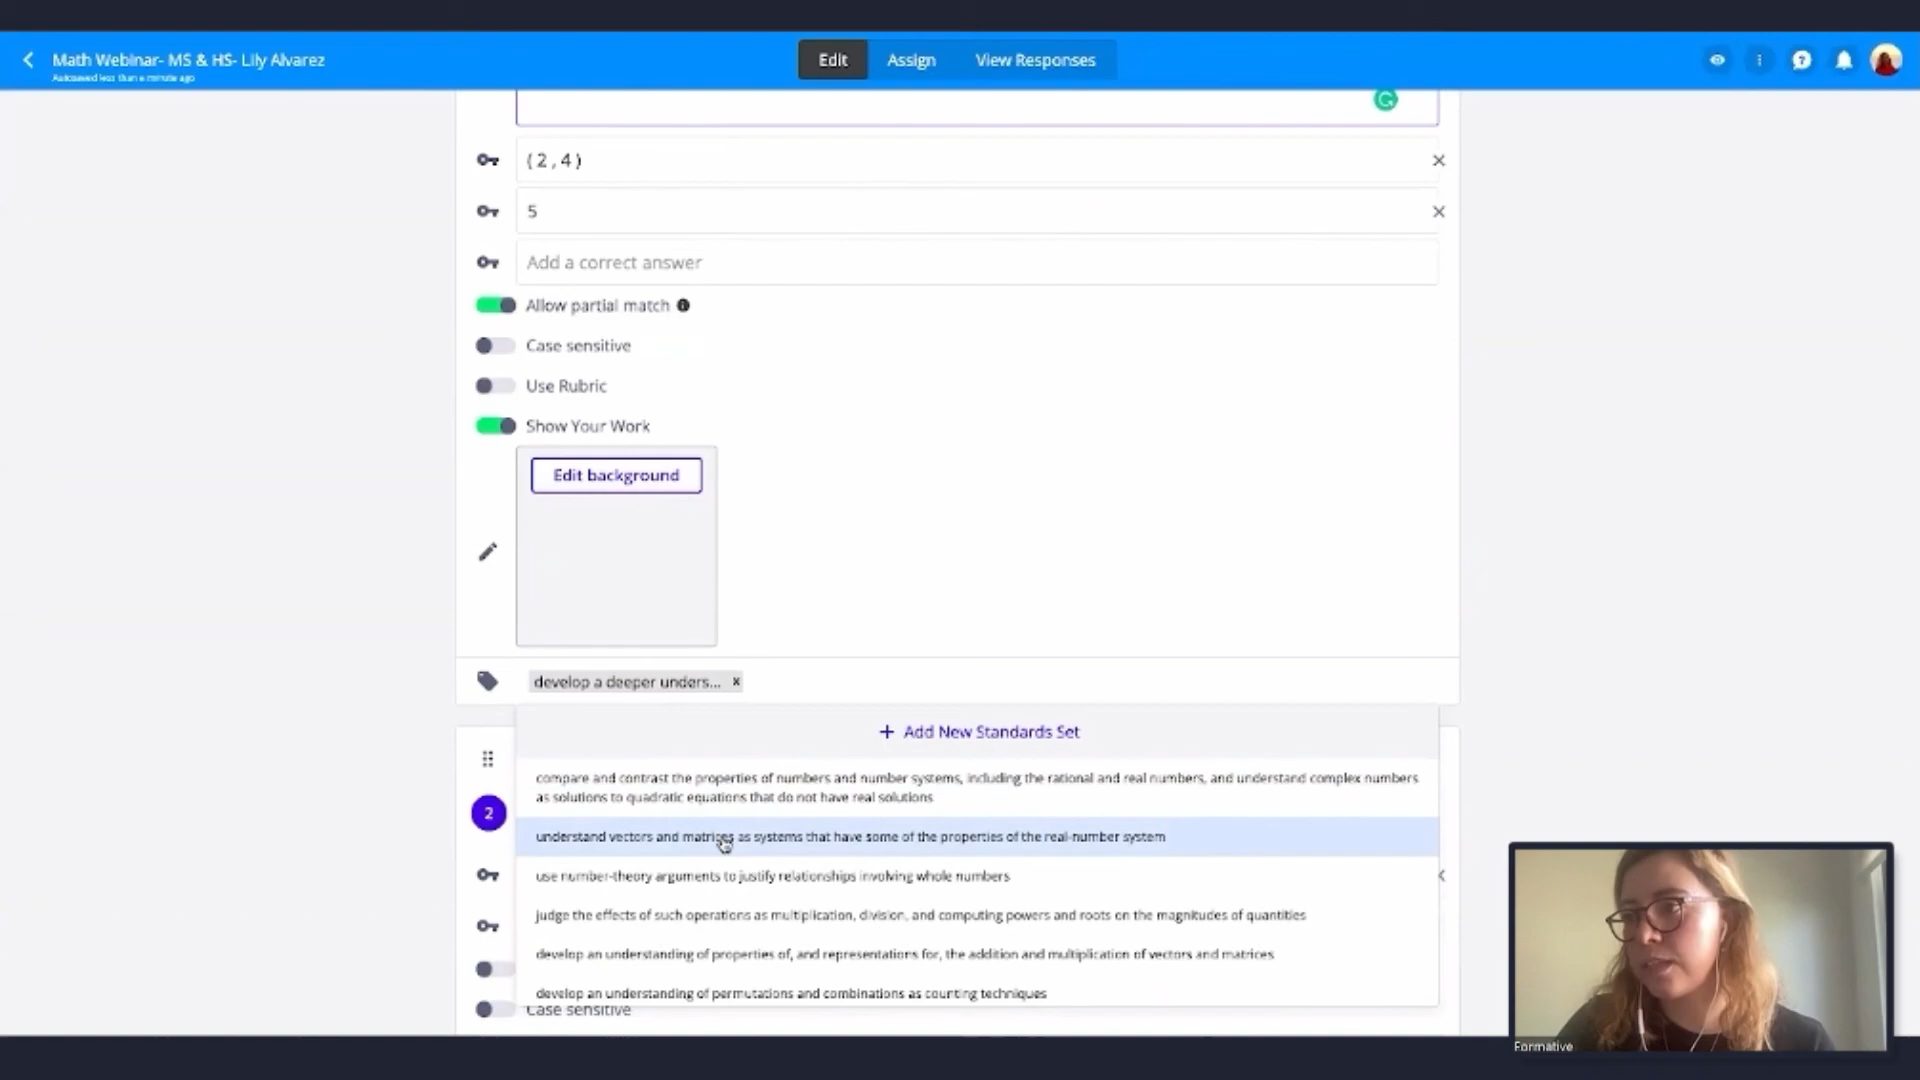 Math Webinar- MS & HS- Lily Alvarez
Autosaved less than a minute ago
Edit
Assign
View Responses
(2,4)
5
Add a correct answer
Allow partial match
Case sensitive
Use Rubric
Show Your Work
Edit background
develop a deeper unders... x
+ Add New Standards Set
compare and contrast the properties of numbers and number systems, including the rational and real numbers, and understand complex numbers
as solutions to quadratic equations that do not have real solutions
2
understand vectors and matrices as systems that have some of the properties of the real-number system
use number-theory arguments to justify relationships involving whole numbers
judge the effects of such operations as multiplication, division, and computing powers and roots on the magnitudes of quantities
develop an understanding of properties of, and representations for, the addition and multiplication of vectors and matrices
develop an understanding of permutations and combinations as counting techniques
Case sensitive
Formative